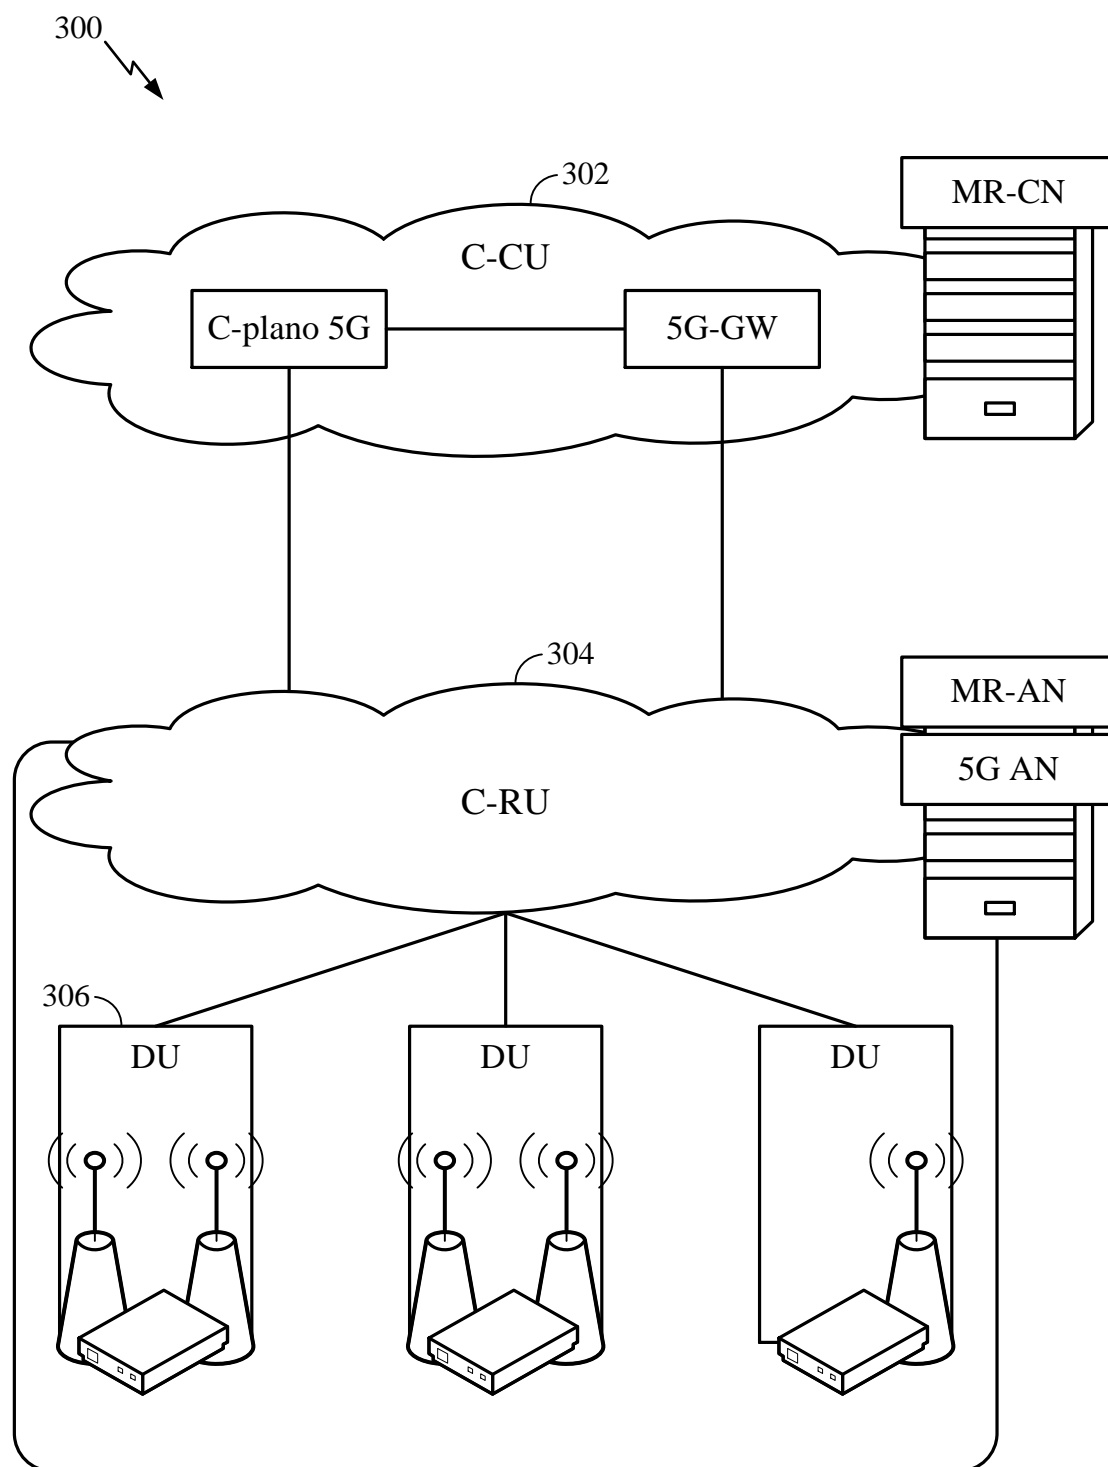 300
302
MR-CN
C-CU
C-plano 5G
5G-GW
304
MR-AN
5G AN
C-RU
306
DU
DU
DU